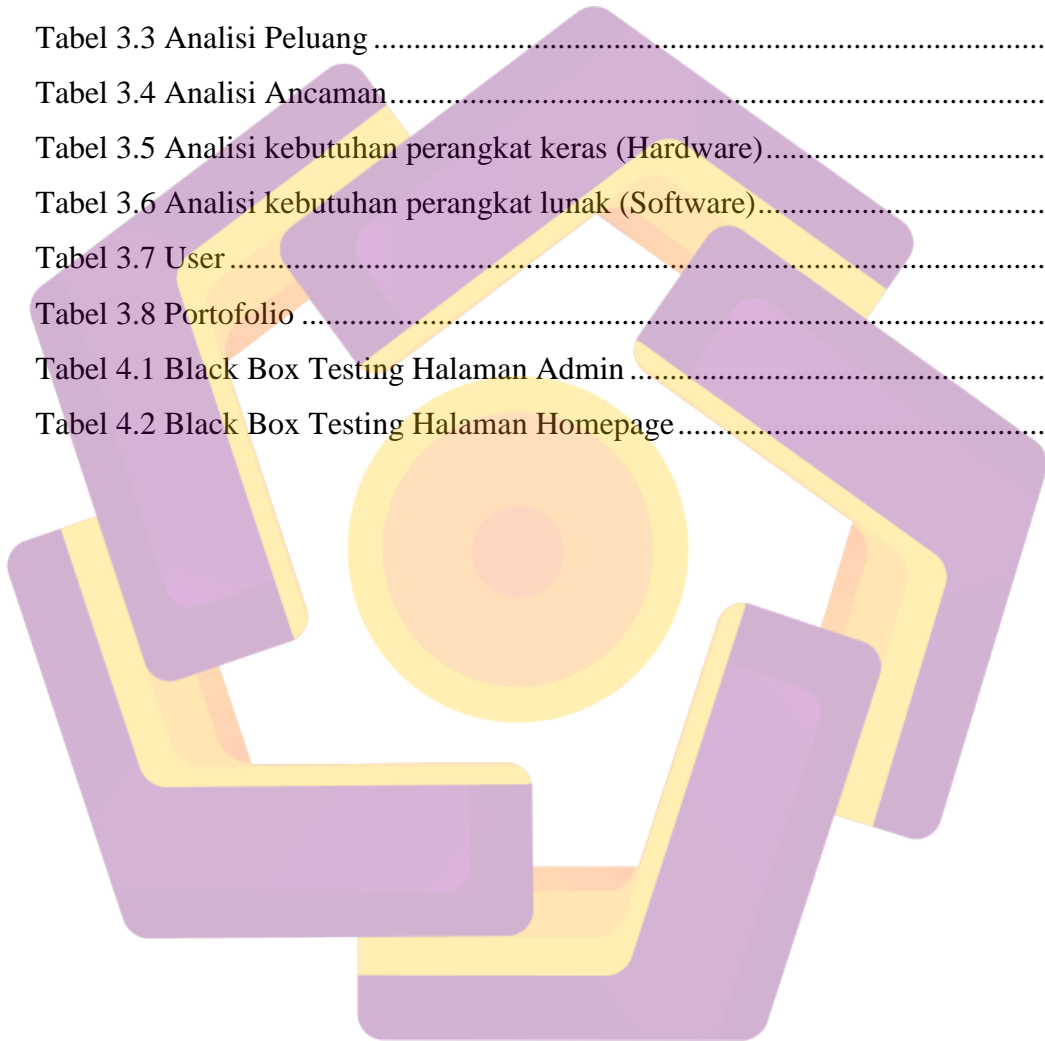 Tabel 3.3 Analisi Peluang ....................................................................................
Tabel 3.4 Analisi Ancaman..................................................................................
Tabel 3.5 Analisi kebutuhan perangkat keras (Hardware)...................................
Tabel 3.6 Analisi kebutuhan perangkat lunak (Software)....................................
Tabel 3.7 User ......................................................................................................
Tabel 3.8 Portofolio .............................................................................................
Tabel 4.1 Black Box Testing Halaman Admin ....................................................
Tabel 4.2 Black Box Testing Halaman Homepage..............................................